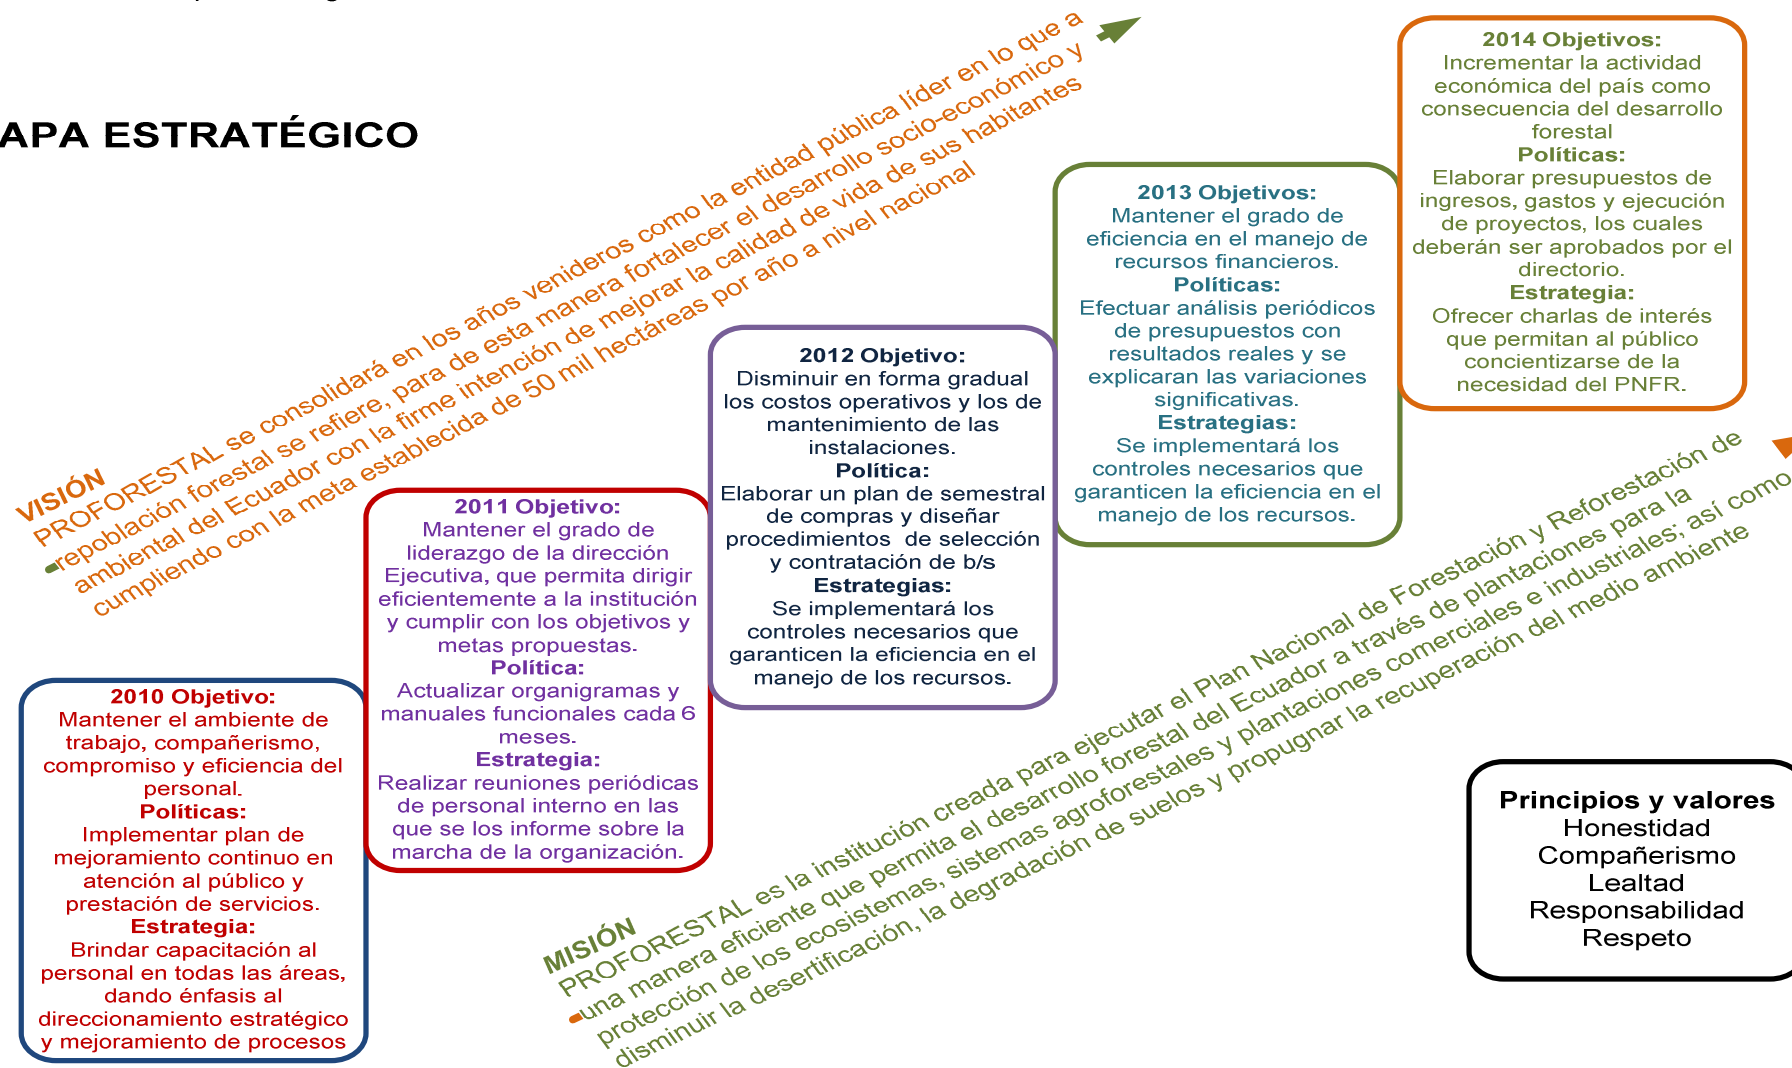 APA ESTRATÉGICO
VISIÓN
PROFORESTAL se consolidará en los años venideros como la entidad pública líder en lo que a
repoblación forestal se refiere, para de esta manera fortalecer el desarrollo socio-económico y
ambiental del Ecuador con la firme intención de mejorar la calidad de vida de sus habitantes
cumpliendo con la meta establecida de 50 mil hectáreas por año a nivel nacional
2010 Objetivo:
Mantener el ambiente de
trabajo, compañerismo,
compromiso y eficiencia del
personal.
Políticas:
Implementar plan de
mejoramiento continuo en
atención al público y
prestación de servicios.
Estrategia:
Brindar capacitación al
personal en todas las áreas,
dando énfasis al
direccionamiento estratégico
y mejoramiento de procesos
2011 Objetivo:
Mantener el grado de
liderazgo de la dirección
Ejecutiva, que permita dirigir
eficientemente a la institución
y cumplir con los objetivos y
metas propuestas.
Política:
Actualizar organigramas y
manuales funcionales cada 6
meses.
Estrategia:
Realizar reuniones periódicas
de personal interno en las
que se los informe sobre la
marcha de la organización.
2012 Objetivo:
Disminuir en forma gradual
los costos operativos y los de
mantenimiento de las
instalaciones.
Política:
Elaborar un plan de semestral
de compras y diseñar
procedimientos  de selección
y contratación de b/s
Estrategias:
Se implementará los
controles necesarios que
garanticen la eficiencia en el
manejo de los recursos.
2013 Objetivos:
Mantener el grado de
eficiencia en el manejo de
recursos financieros.
Políticas:
Efectuar análisis periódicos
de presupuestos con
resultados reales y se
explicaran las variaciones
significativas.
Estrategias:
Se implementará los
controles necesarios que
garanticen la eficiencia en el
manejo de los recursos.
2014 Objetivos:
Incrementar la actividad
económica del país como
consecuencia del desarrollo
forestal
Políticas:
Elaborar presupuestos de
ingresos, gastos y ejecución
de proyectos, los cuales
deberán ser aprobados por el
directorio.
Estrategia:
Ofrecer charlas de interés
que permitan al público
concientizarse de la
necesidad del PNFR.
MISIÓN
PROFORESTAL es la institución creada para ejecutar el Plan Nacional de Forestación y Reforestación de
una manera eficiente que permita el desarrollo forestal del Ecuador a través de plantaciones para la
protección de los ecosistemas, sistemas agroforestales y plantaciones comerciales e industriales; así como
disminuir la desertificación, la degradación de suelos y propugnar la recuperación del medio ambiente
Principios y valores
Honestidad
Compañerismo
Lealtad
Responsabilidad
Respeto